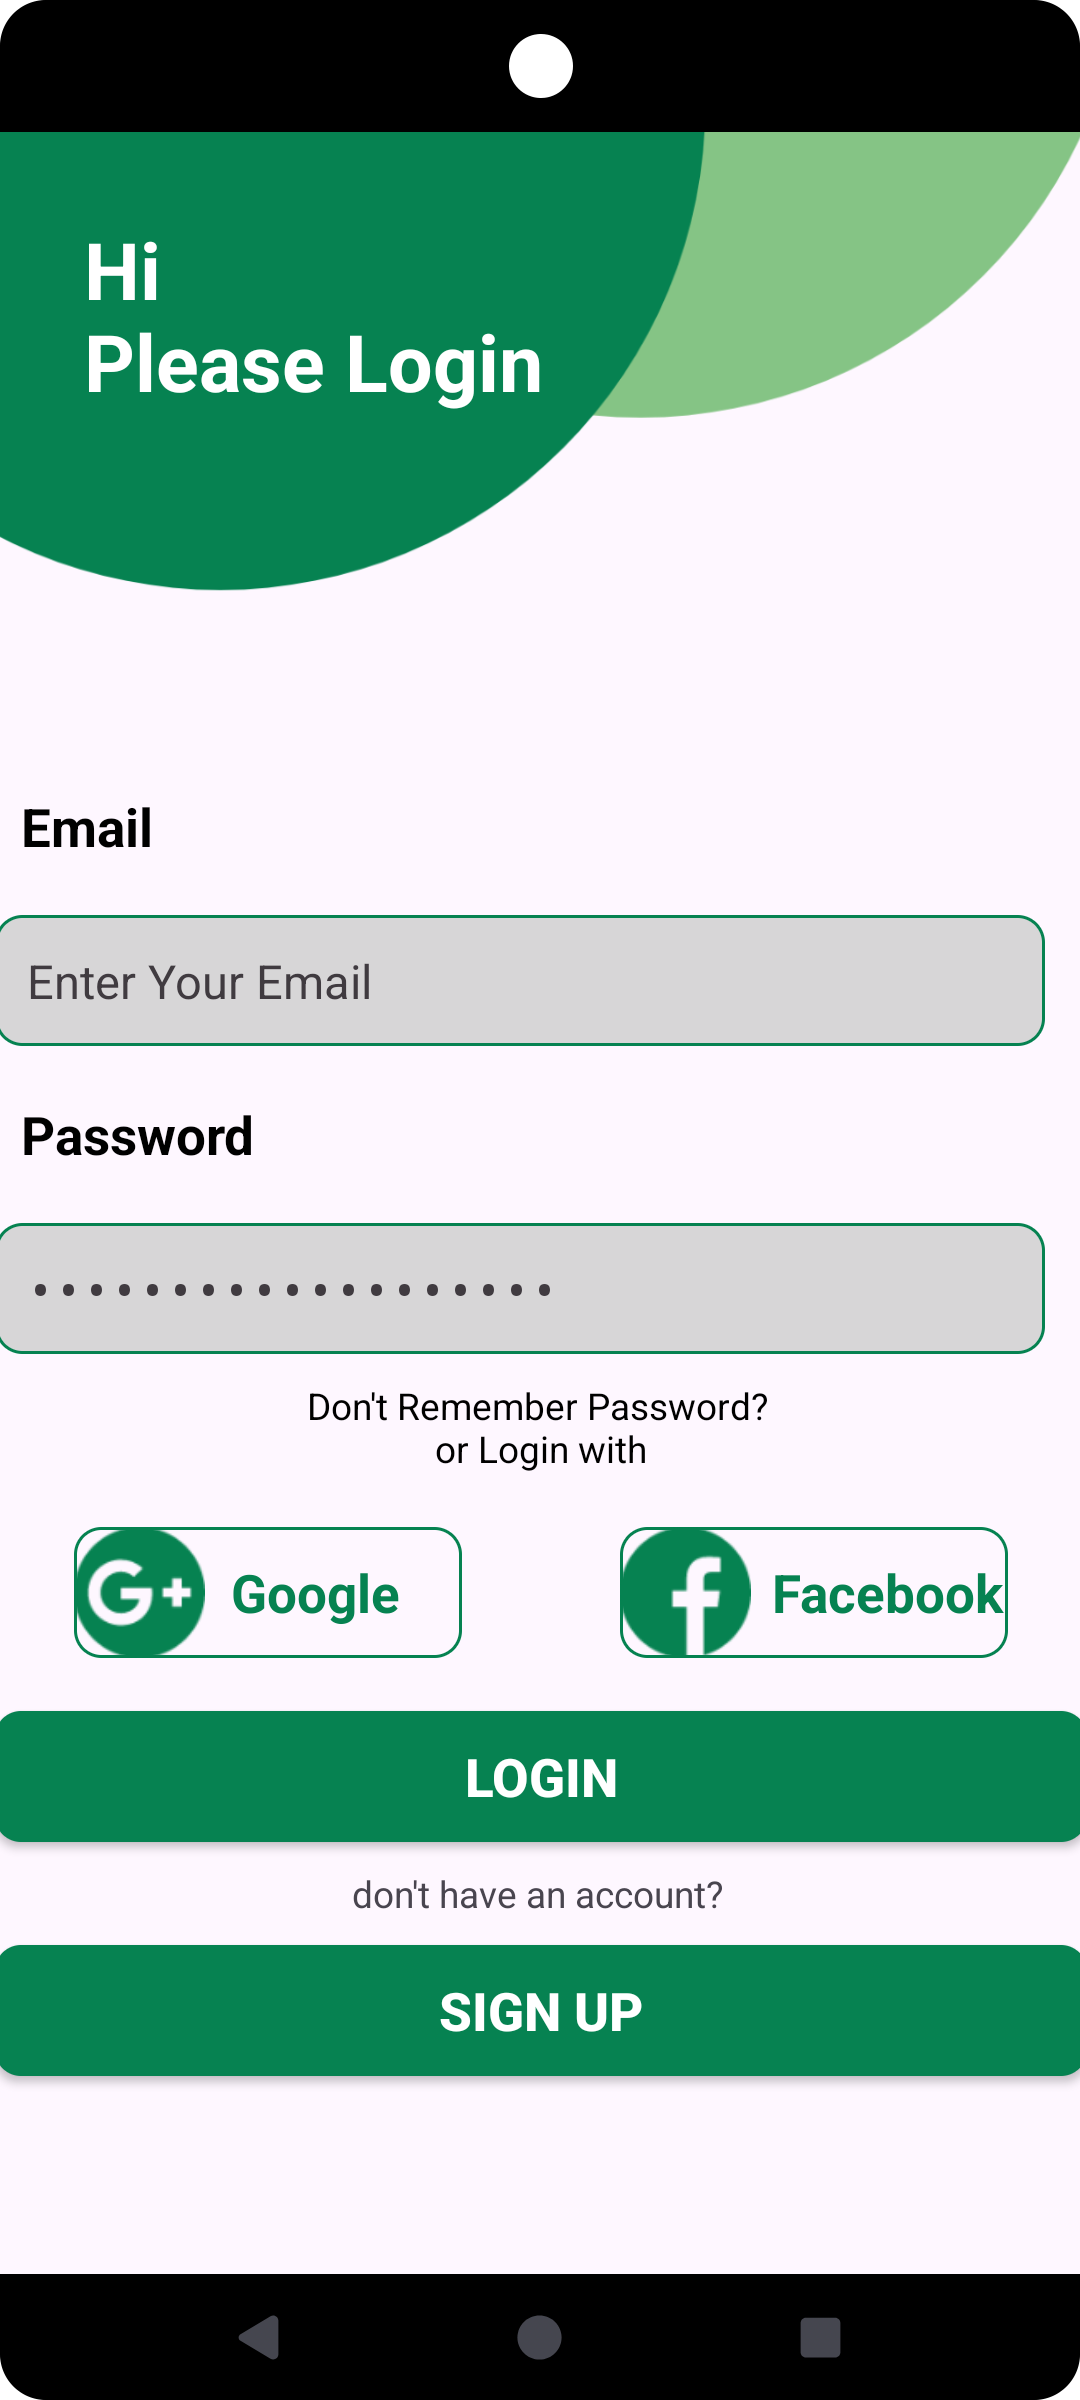 Hi
Please Login
Email
Enter Your Email
Password
•••••••••••••••••••
Don't Remember Password?
or Login with
G+ Google
f Facebook
LOGIN
don't have an account?
SIGN UP